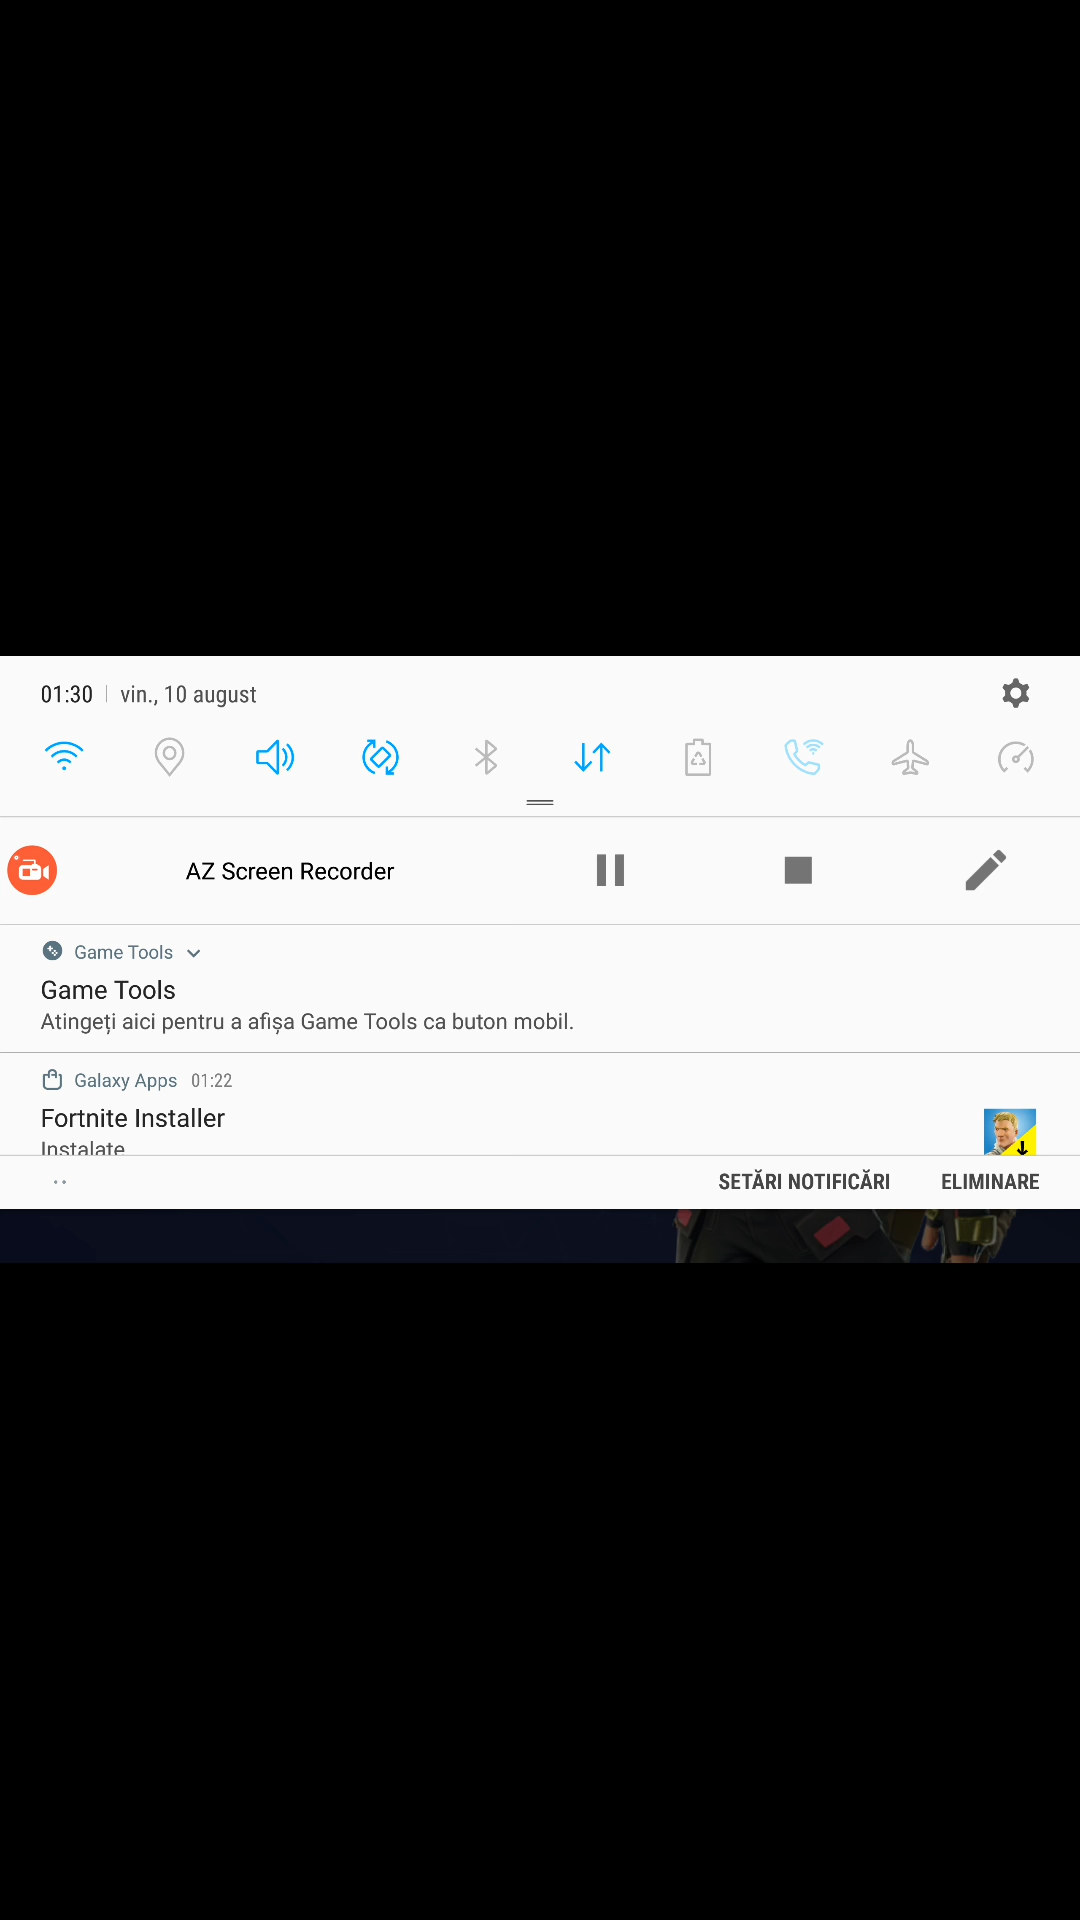 01:30 | vin., 10 august
AZ Screen Recorder
Game Tools
Game Tools
Atingeți aici pentru a afișa Game Tools ca buton mobil.
Galaxy Apps 01:22
Fortnite Installer
Instalate
SETĂRI NOTIFICĂRI ELIMINARE